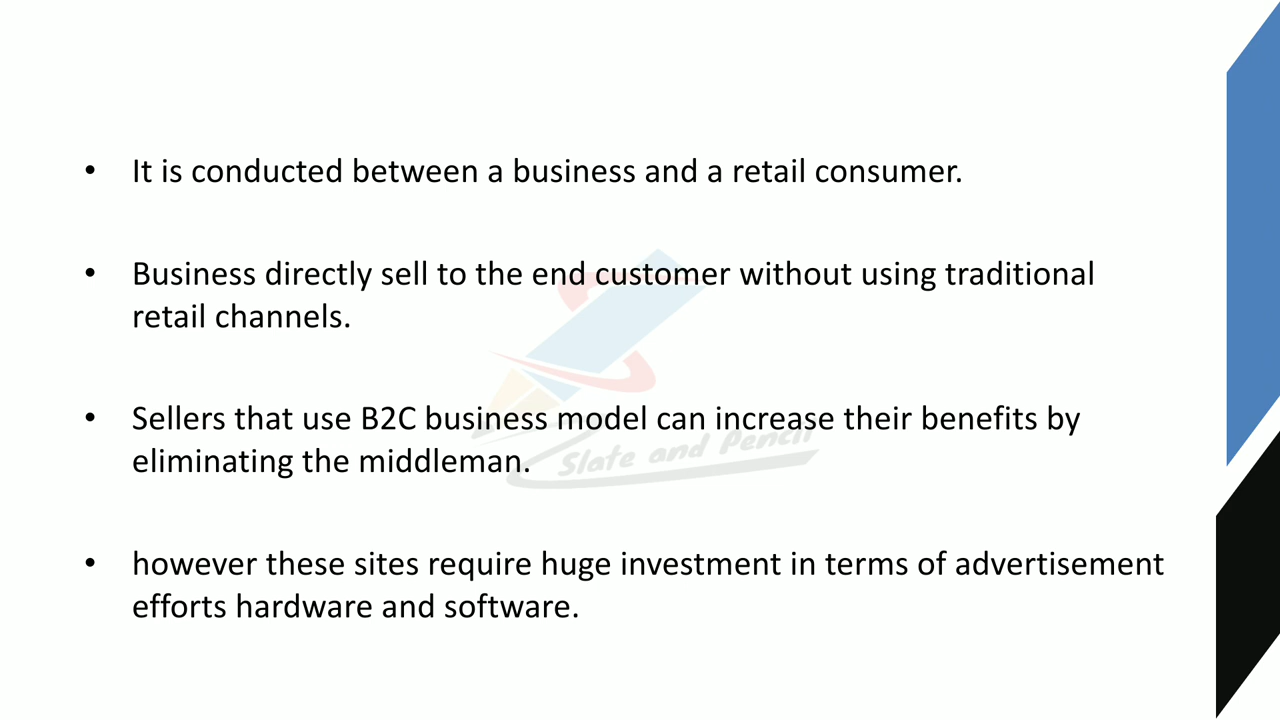 • It is conducted between a business and a retail consumer.
• Business directly sell to the end customer without using traditional
retail channels.
• Sellers that use B2C business model can increase their benefits by
eliminating the middleman.
Slate and Pencil
• however these sites require huge investment in terms of advertisement
efforts hardware and software.